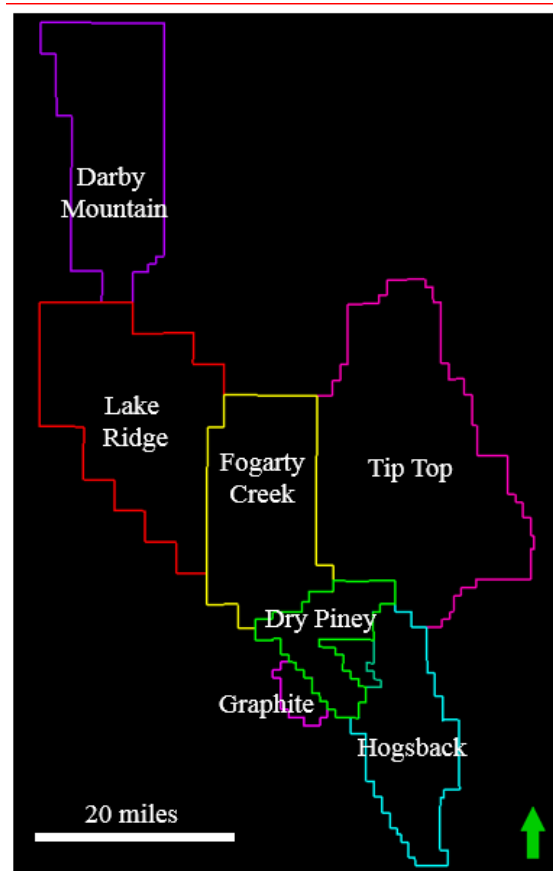 Darby
Mountain
Lake
Ridge
Fogarty
Creek
Tip Top
Dry Piney
Graphite
Hogsback
20 miles